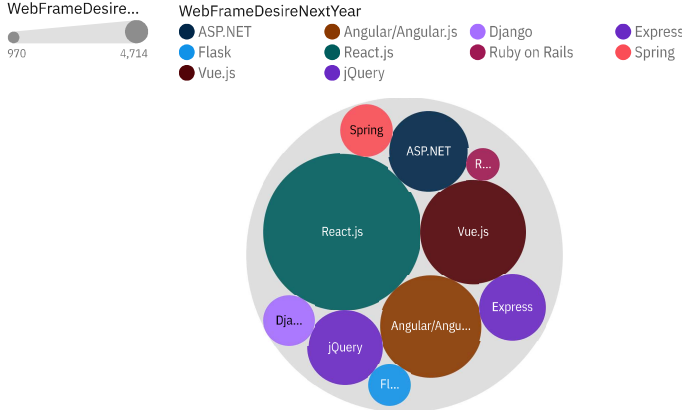 WebFrameDesire...
970
4,714
WebFrameDesireNextYear
ASP.NET
Angular/Angular.js
Django
Express
Flask
React.js
Ruby on Rails
Spring
Vue.js
jQuery
Spring
ASP.NET
R...
React.js
Vue.js
Dja...
Express
Angular/Angu...
jQuery
Fl...